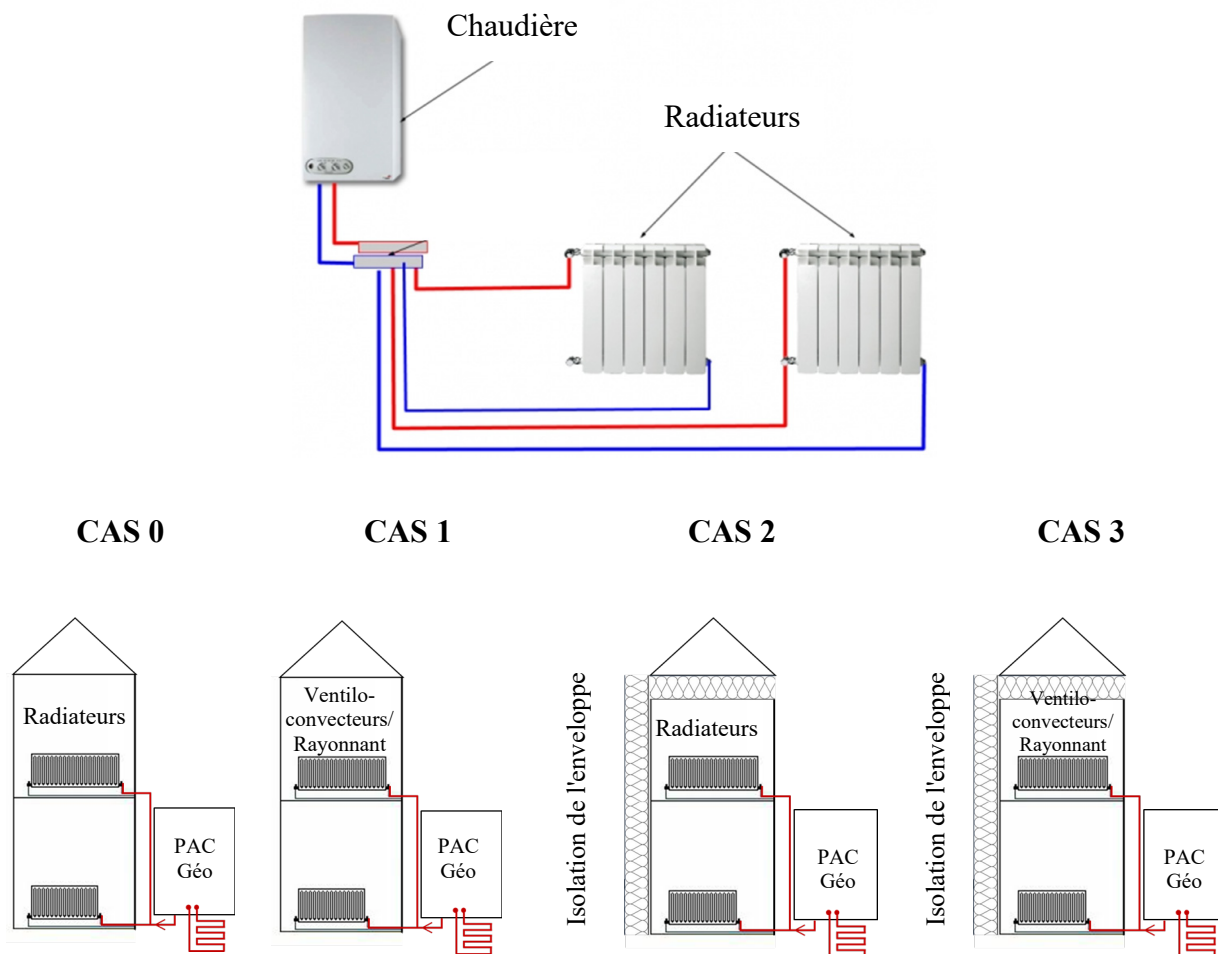 Chaudière
Radiateurs
CAS 0
CAS 1
CAS 2
CAS 3
Radiateurs
PAC
Géo
Ventilo-
convecteurs/
Rayonnant
PAC
Géo
Isolation de l'enveloppe
Radiateurs
PAC
Géo
Isolation de l'enveloppe
Ventilo-
convecteurs/
Rayonnant
PAC
Géo